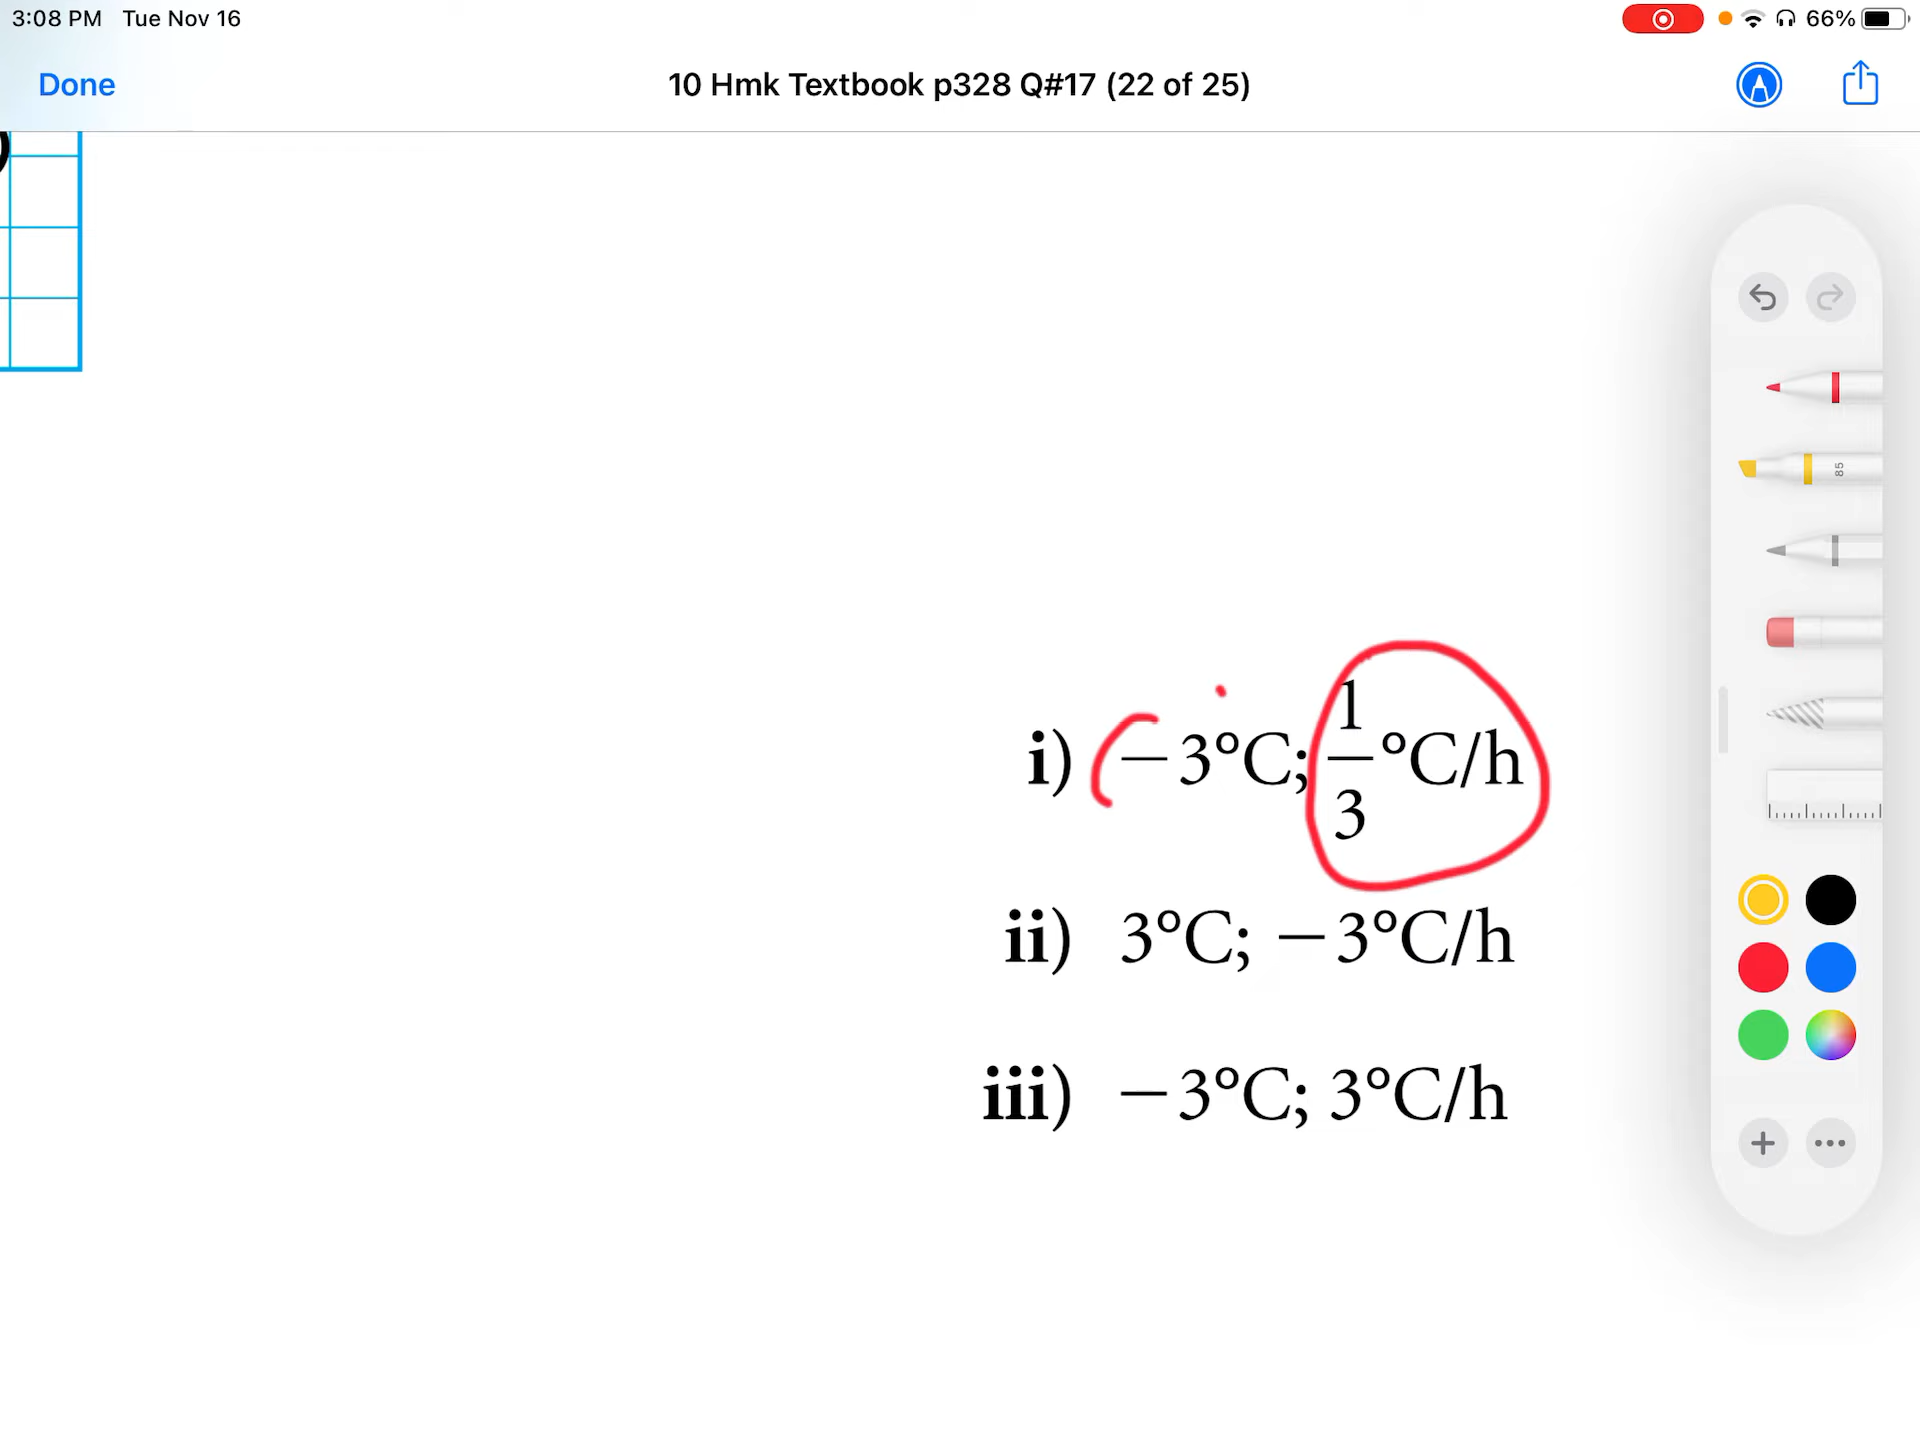 3:08 PM Tue Nov 16 66%
Done 10 Hmk Textbook p328 Q#17 (22 of 25)
85
i) −3°C; 1/3 °C/h
ii) 3°C; −3°C/h
iii) −3°C; 3°C/h